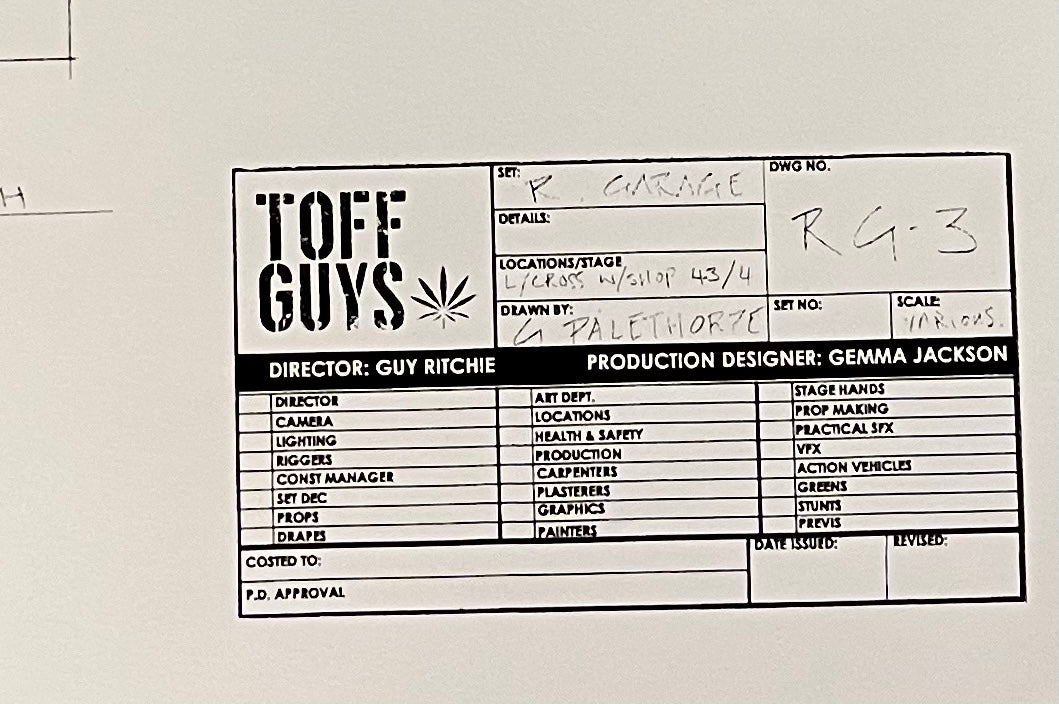 H
TOFF
GUYS
SET:
R. GARAGE
DETAILS:
LOCATIONS/STAGE
L/CROSS W/SHOP 43/4
DRAWN BY:
G PALETHORPE
DWG NO.
RG-3
SET NO:
SCALE:
VARIOUS.
DIRECTOR: GUY RITCHIE
PRODUCTION DESIGNER: GEMMA JACKSON
DIRECTOR
CAMERA
LIGHTING
RIGGERS
CONST MANAGER
SET DEC
PROPS
DRAPES
ART DEPT.
LOCATIONS
HEALTH & SAFETY
PRODUCTION
CARPENTERS
PLASTERERS
GRAPHICS
PAINTERS
STAGE HANDS
PROP MAKING
PRACTICAL SFX
VFX
ACTION VEHICLES
GREENS
STUNTS
PREVIS
COSTED TO:
P.D. APPROVAL
DATE ISSUED:
REVISED: